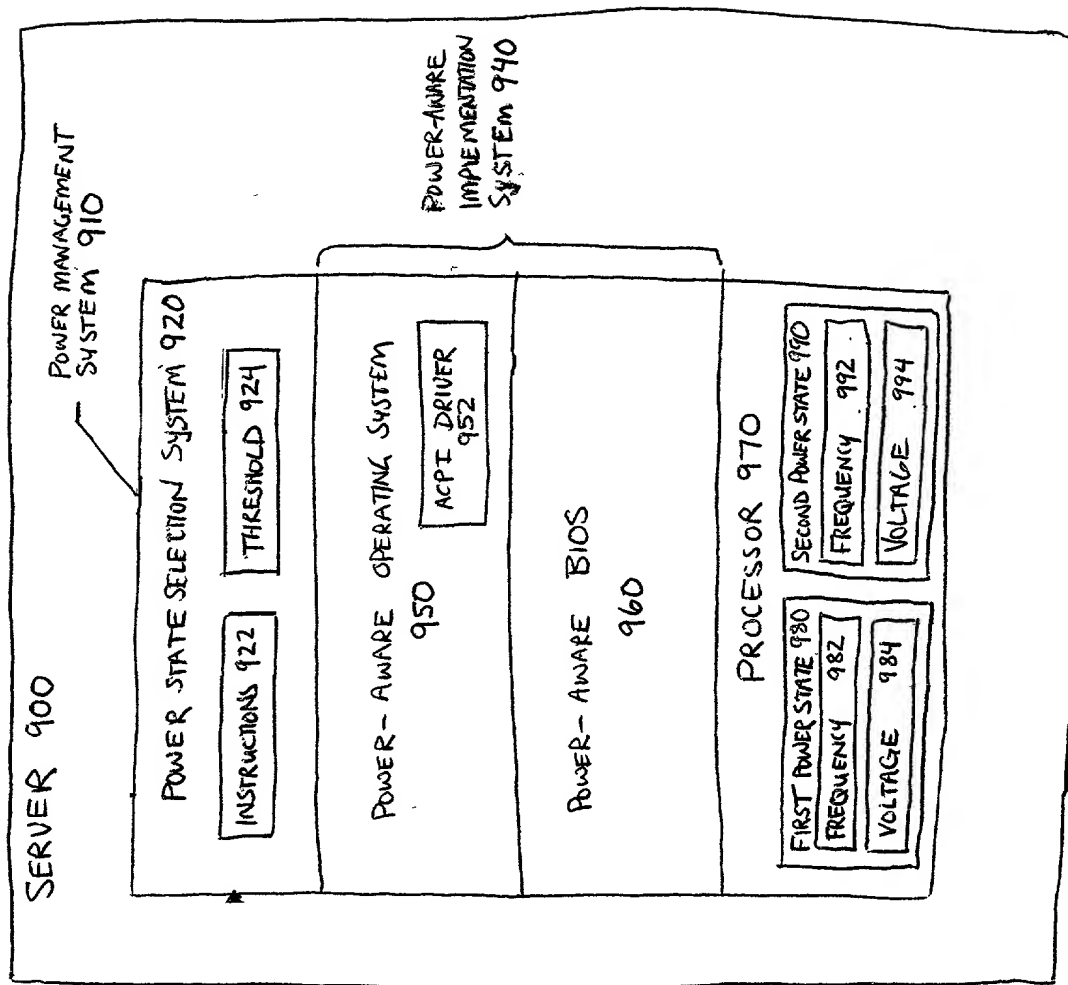 SERVER 900
POWER MANAGEMENT
SYSTEM 910
POWER STATE SELECTION SYSTEM 920
INSTRUCTIONS 922
THRESHOLD 924
POWER-AWARE
IMPLEMENTATION
SYSTEM 940
POWER-AWARE OPERATING SYSTEM
950
ACPI DRIVER
952
POWER-AWARE BIOS
960
PROCESSOR 970
FIRST POWER STATE 980
FREQUENCY 982
VOLTAGE 984
SECOND POWER STATE 990
FREQUENCY 992
VOLTAGE 994